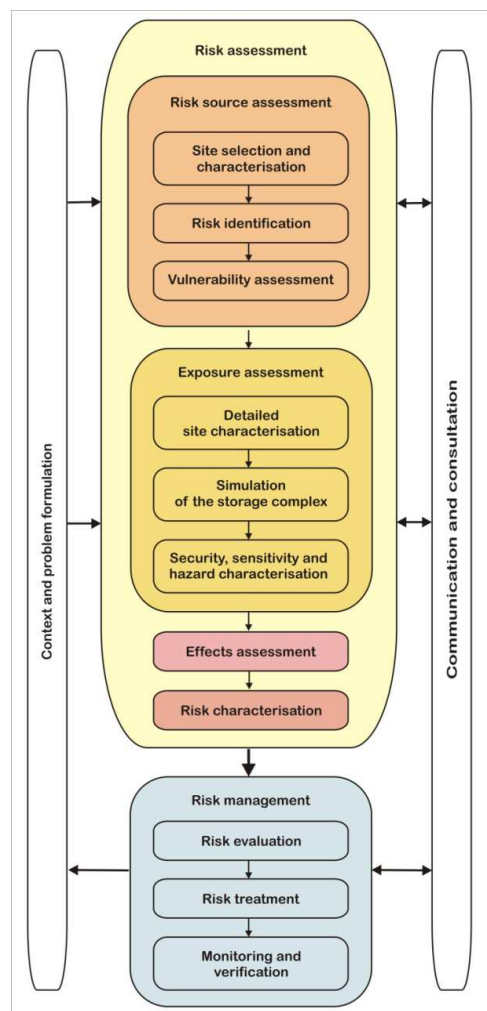 Risk assessment
Risk source assessment
Site selection and
characterisation
Risk identification
Vulnerability assessment
Exposure assessment
Detailed
site characterisation
Simulation
of the storage complex
Security, sensitivity and
hazard characterisation
Effects assessment
Risk characterisation
Risk management
Risk evaluation
Risk treatment
Monitoring and
verification
Context and problem formulation
Communication and consultation